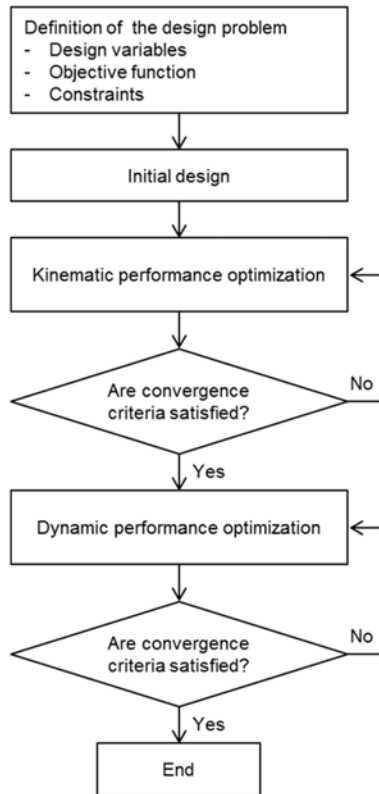 Definition of the design problem
- Design variables
- Objective function
- Constraints
Initial design
Kinematic performance optimization
Are convergence
criteria satisfied?
No
Yes
Dynamic performance optimization
Are convergence
criteria satisfied?
No
Yes
End